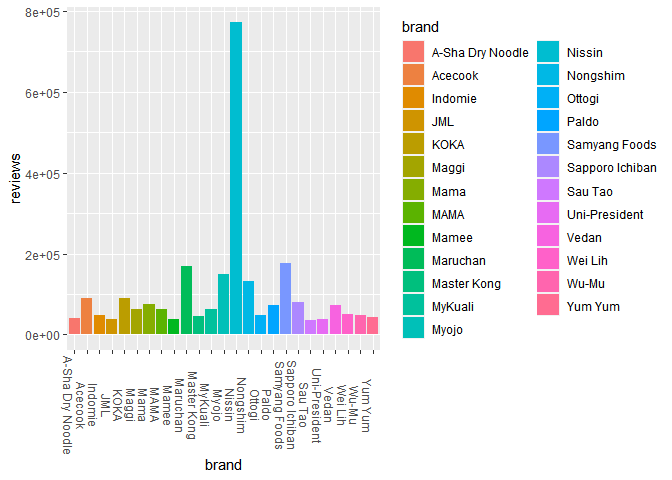 8e+05
6e+05
4e+05
2e+05
0e+00
reviews
A-Sha Dry Noodle
Acecook
Indomie
JML
KOKA
Maggi
Mama
MAMA
Mamee
Maruchan
Master Kong
MyKuali
Myojo
Nissin
Nongshim
Ottogi
Paldo
Samyang Foods
Sapporo Ichiban
Sau Tao
Uni-President
Vedan
Wei Lih
Wu-Mu
Yum Yum
brand
brand
A-Sha Dry Noodle
Acecook
Indomie
JML
KOKA
Maggi
Mama
MAMA
Mamee
Maruchan
Master Kong
MyKuali
Myojo
Nissin
Nongshim
Ottogi
Paldo
Samyang Foods
Sapporo Ichiban
Sau Tao
Uni-President
Vedan
Wei Lih
Wu-Mu
Yum Yum